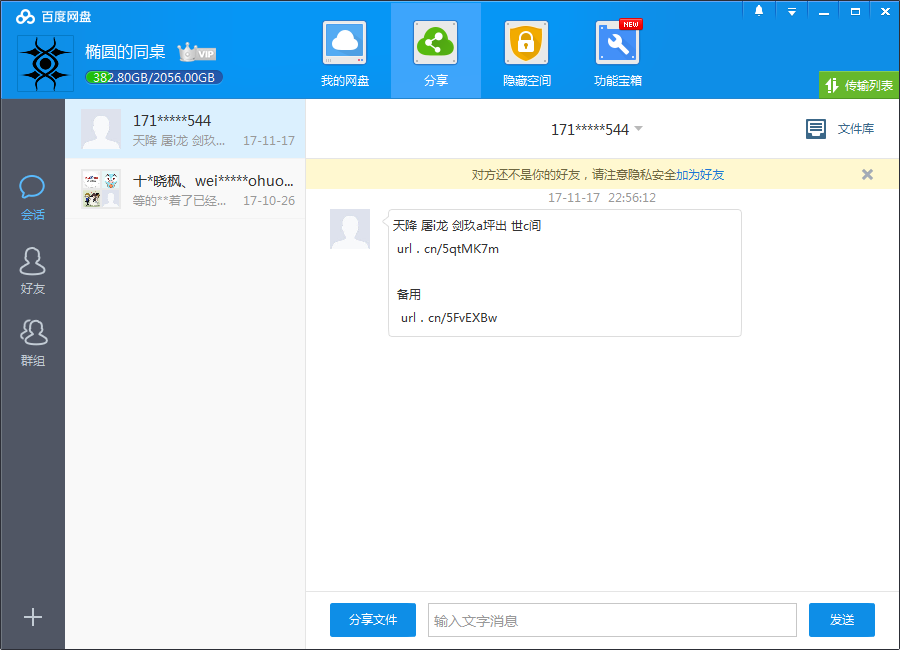 百度网盘
椭圆的同桌 VIP
382.80GB/2056.00GB
我的网盘
分享
隐藏空间
NEW
功能宝箱
传输列表
会话
好友
群组
171*****544
天降 屠i龙 剑玖... 17-11-17
十*晓枫、wei*****ohuo...
等的**着了已经... 17-10-26
171*****544
文件库
对方还不是你的好友，请注意隐私安全加为好友
17-11-17 22:56:12
天降 屠i龙 剑玖a坪出 世c间
url . cn/5qtMK7m
备用
url . cn/5FvEXBw
分享文件
输入文字消息
发送